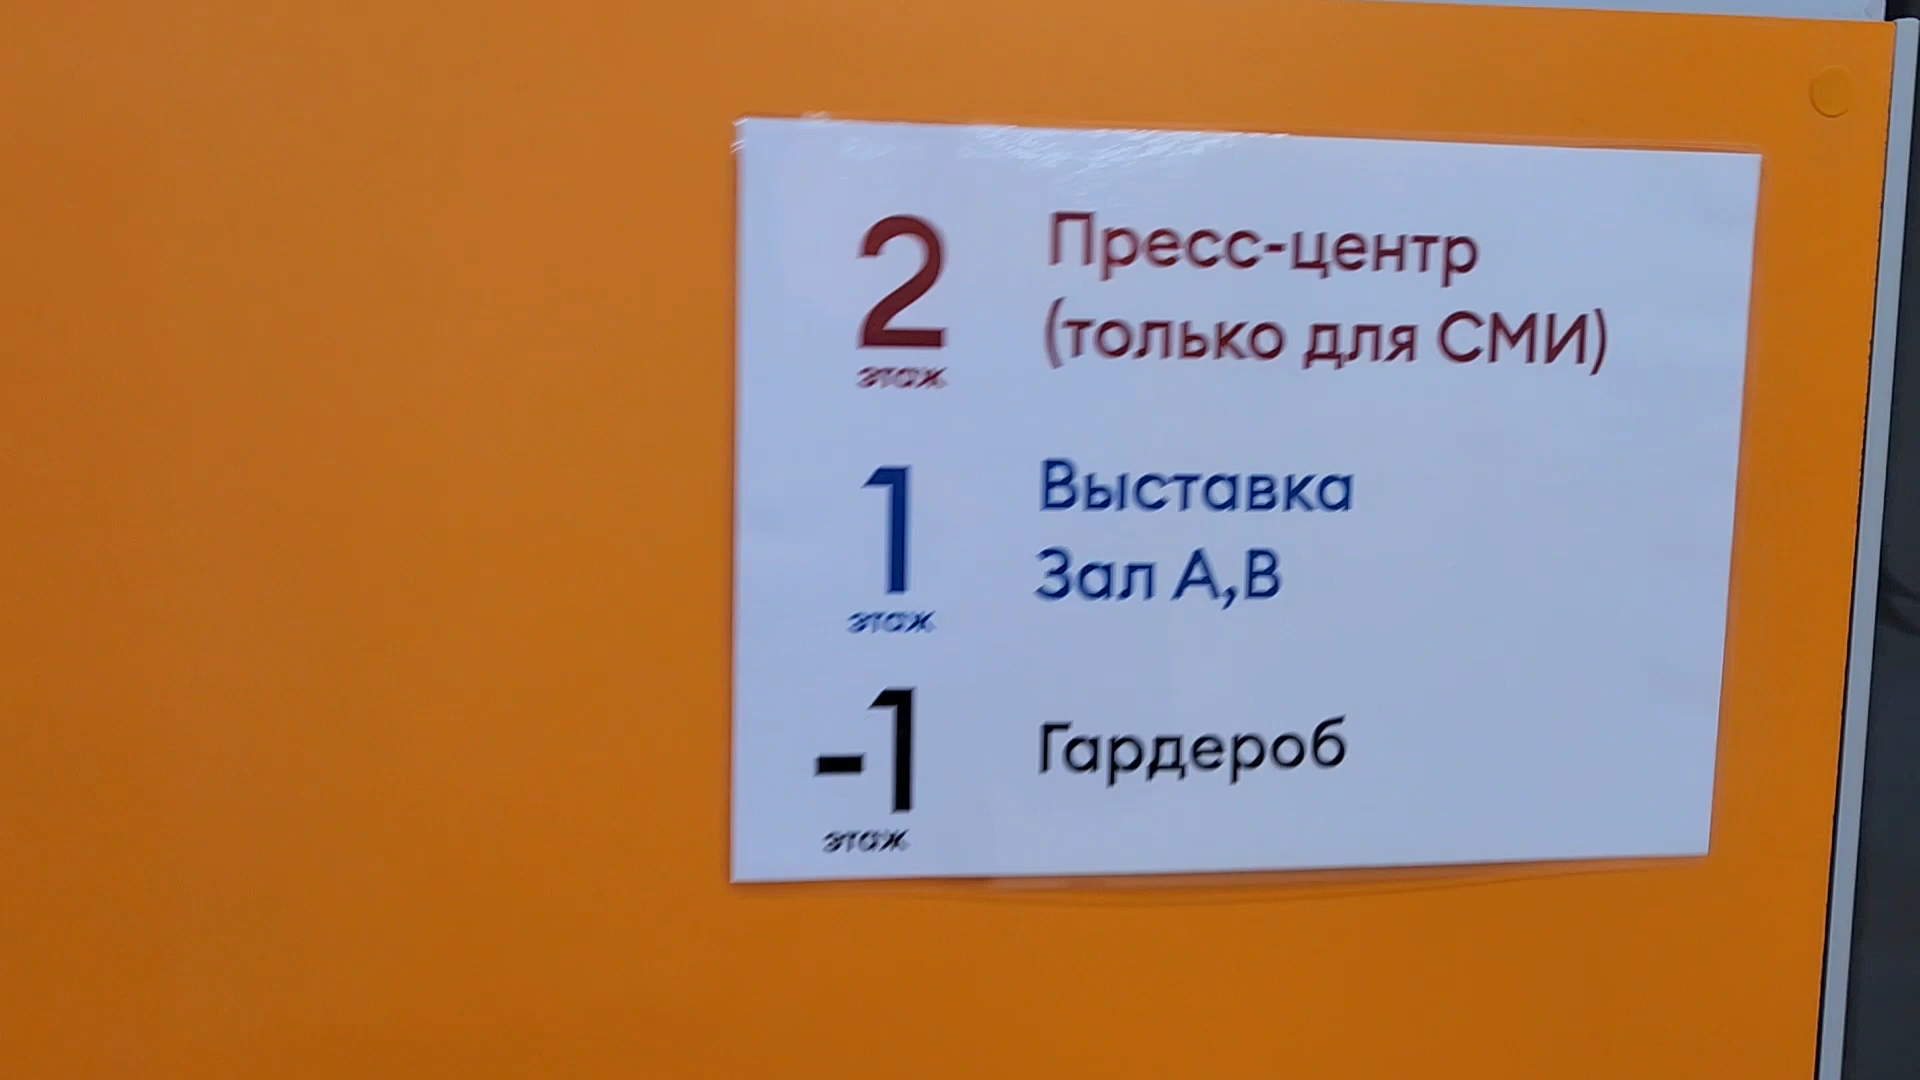 2 Пресс-центр
этаж (только для СМИ)
1 Выставка
этаж Зал А,В
-1 Гардероб
этаж